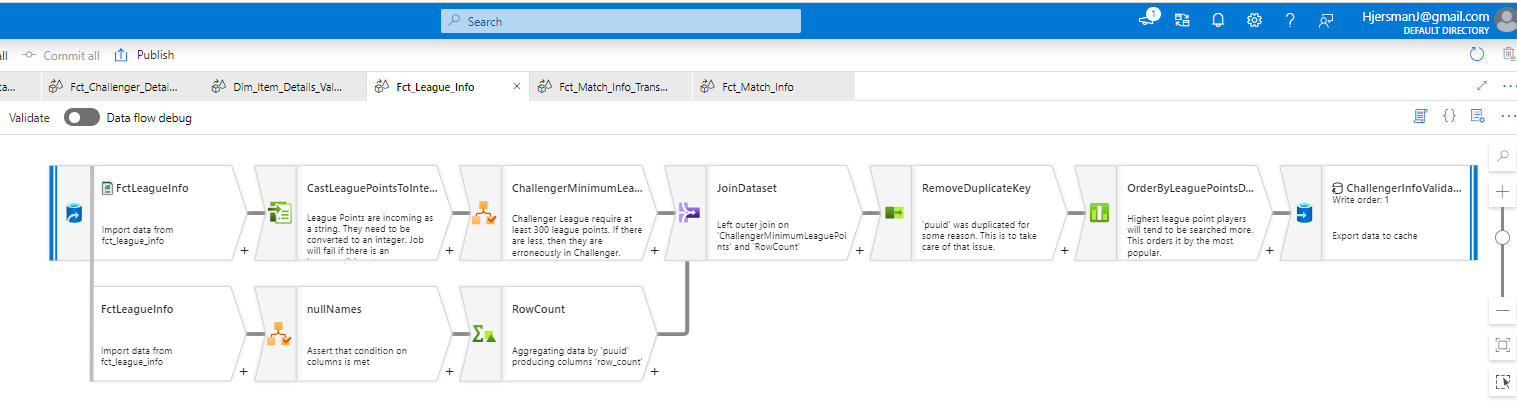 Search
1
HjersmanJ@gmail.com
DEFAULT DIRECTORY
all
Commit all
Publish
ta...
Fct_Challenger_Detai...
Dim_Item_Details_Val...
Fct_League_Info
Fct_Match_Info_Trans...
Fct_Match_Info
Validate
Data flow debug
FctLeagueInfo
Import data from
fct_league_info
CastLeaguePointsToInte...
League Points are incoming as
a string. They need to be
converted to an integer. Job
will fail if there is an
ChallengerMinimumLea...
Challenger League require at
least 300 league points. If there
are less, then they are
erroneously in Challenger.
JoinDataset
Left outer join on
'ChallengerMinimumLeaguePoi
nts' and 'RowCount'
RemoveDuplicateKey
'puuid' was duplicated for
some reason. This is to take
care of that issue.
OrderByLeaguePointsD...
Highest league point players
will tend to be searched more.
This orders it by the most
popular.
ChallengerInfoValida...
Write order: 1
Export data to cache
FctLeagueInfo
Import data from
fct_league_info
nullNames
Assert that condition on
columns is met
RowCount
Aggregating data by 'puuid'
producing columns 'row_count'